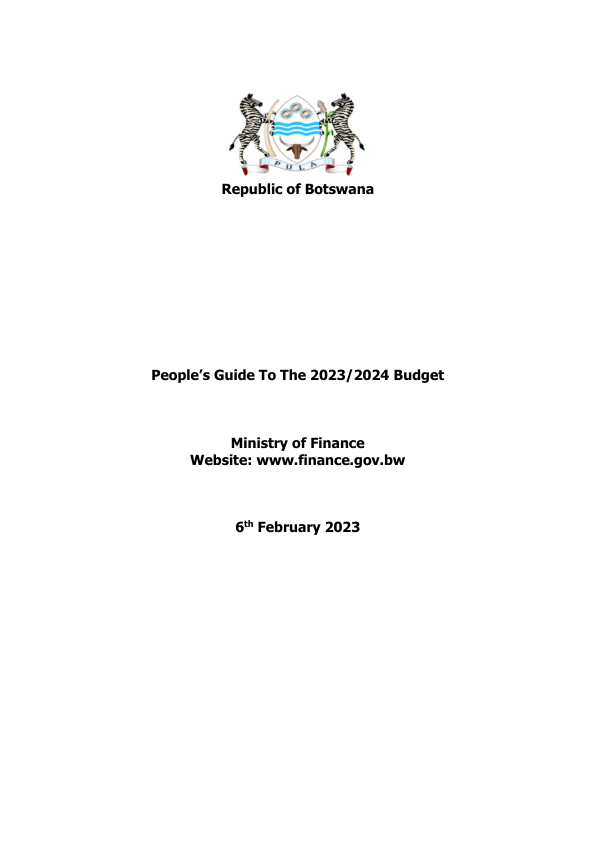 PULA
Republic of Botswana
People’s Guide To The 2023/2024 Budget
Ministry of Finance
Website: www.finance.gov.bw
6th February 2023